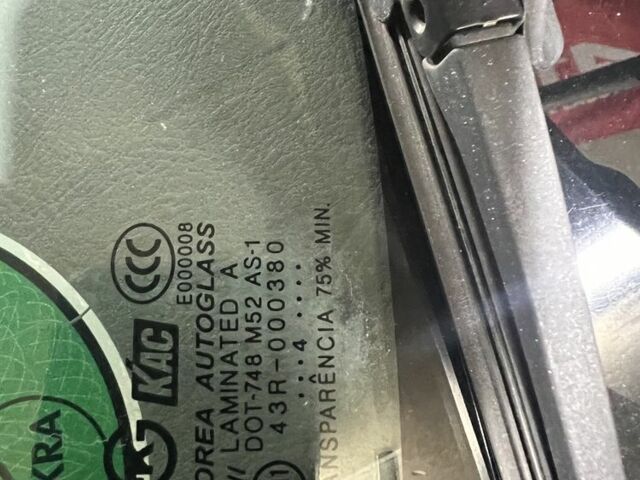 CCC
E000008
KAC
OREA AUTOGLASS
LAMINATED A
DOT-748 M52 AS-1
43R-000380
...4 ....
NSPARÊNCIA 75% MIN.
KRA